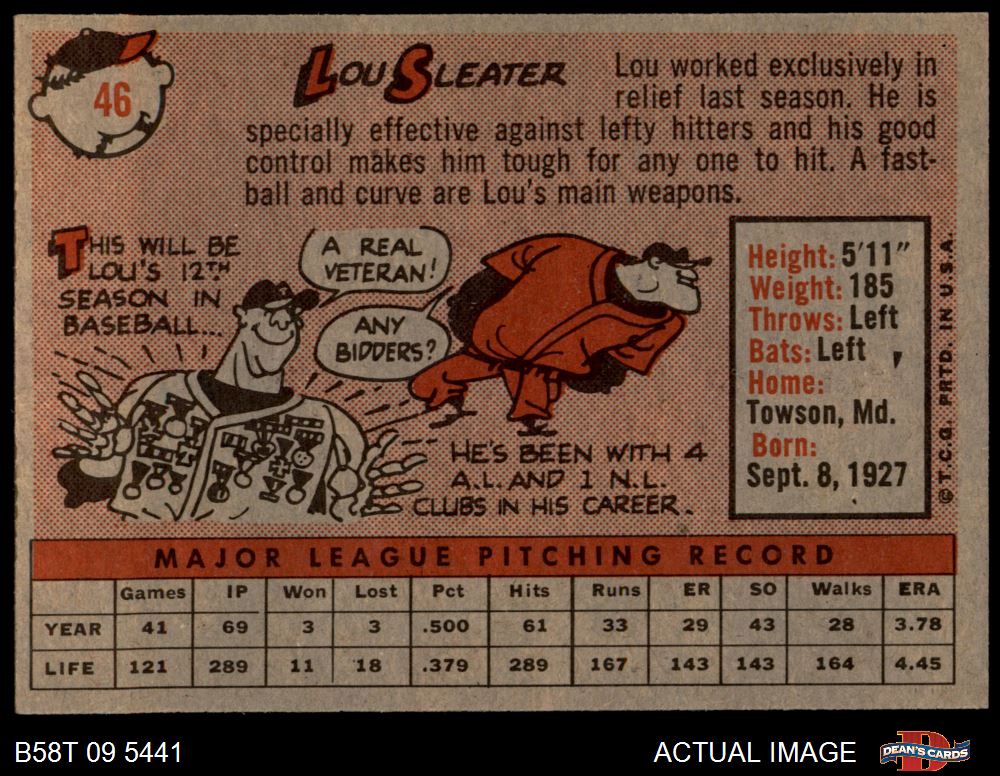 46
LOU SLEATER
Lou worked exclusively in
relief last season. He is
specially effective against lefty hitters and his good
control makes him tough for any one to hit. A fast-
ball and curve are Lou's main weapons.
THIS WILL BE
LOU'S 12TH
SEASON IN
BASEBALL...
A REAL
VETERAN!
ANY
BIDDERS?
HE'S BEEN WITH 4
A.L. AND 1 N.L.
CLUBS IN HIS CAREER.
Height: 5'11"
Weight: 185
Throws: Left
Bats: Left
Home:
Towson, Md.
Born:
Sept. 8, 1927
©T.C.G. PRTD. IN U.S.A.
MAJOR LEAGUE PITCHING RECORD
Games IP Won Lost Pct Hits Runs ER SO Walks ERA
YEAR 41 69 3 3 .500 61 33 29 43 28 3.78
LIFE 121 289 11 18 .379 289 167 143 143 164 4.45
B58T 09 5441
ACTUAL IMAGE
DEAN'S CARDS